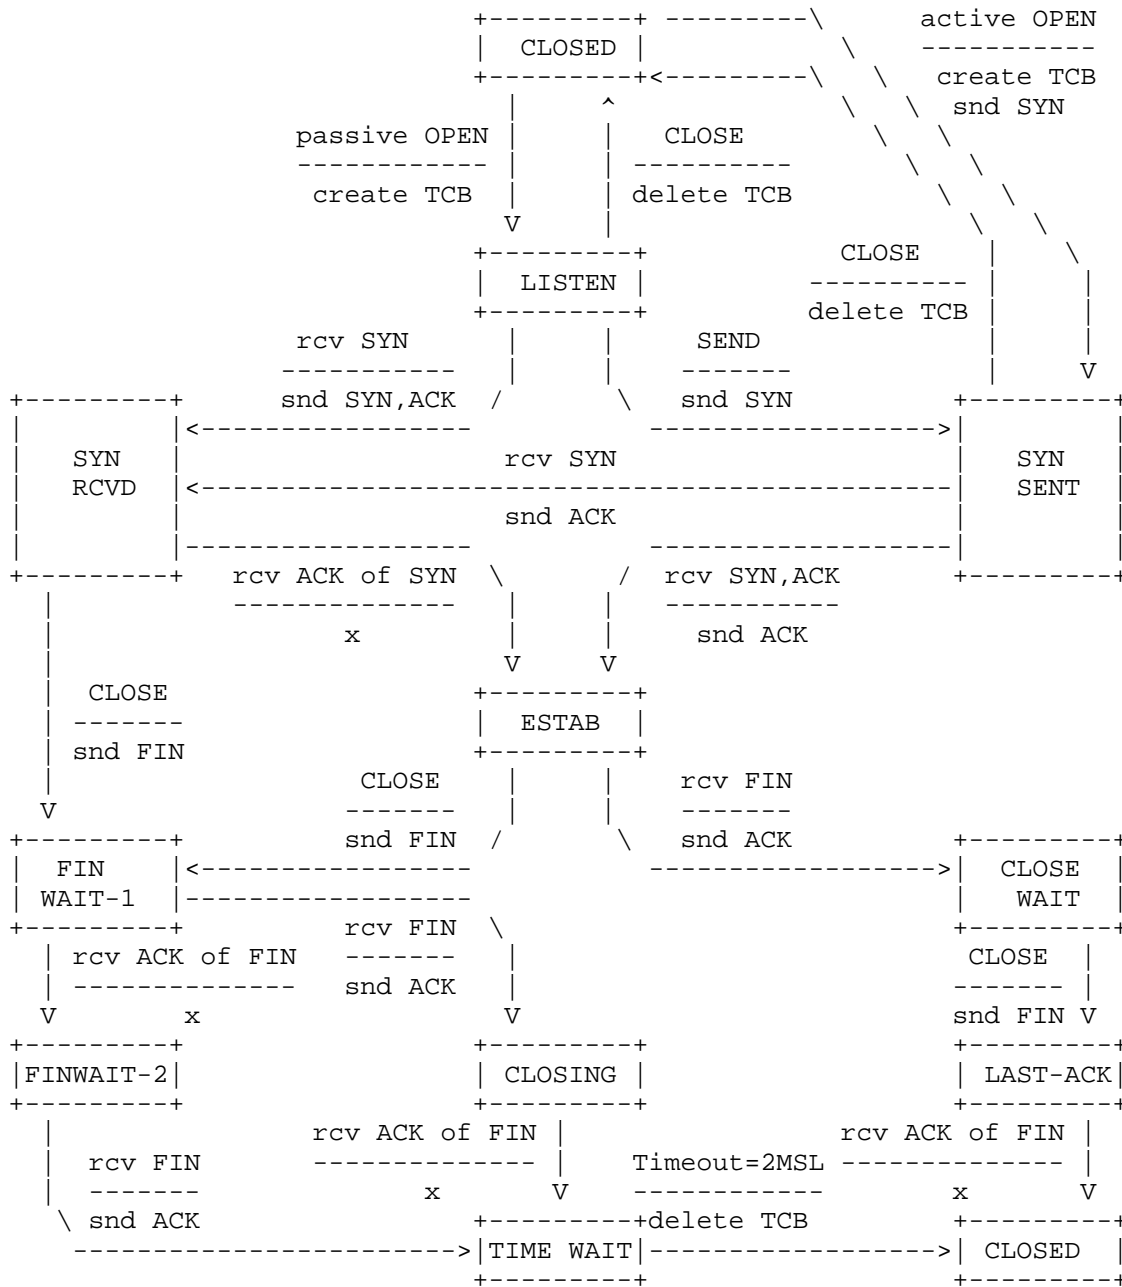 +---------+ ---------\      active OPEN
                              |  CLOSED |            \    -----------
                              +---------+<---------\   \   create TCB
                                |     ^              \   \  snd SYN
                   passive OPEN |     |   CLOSE        \   \
                   ------------ |     | ----------       \   \
                    create TCB  |     | delete TCB         \   \
                                V     |                      \   \
                              +---------+            CLOSE    |    \
                              |  LISTEN |          ---------- |     |
                              +---------+          delete TCB |     |
                   rcv SYN      |     |     SEND              |     |
                  -----------   |     |    -------            |     V
+---------+      snd SYN,ACK  /       \   snd SYN          +---------+
|         |<-----------------           ------------------>|         |
|   SYN   |                    rcv SYN                     |   SYN   |
|   RCVD  |<-----------------------------------------------|   SENT  |
|         |                    snd ACK                     |         |
|         |------------------           -------------------|         |
+---------+   rcv ACK of SYN  \       /  rcv SYN,ACK       +---------+
  |           --------------   |     |   -----------
  |                  x         |     |     snd ACK
  |                            V     V
  |  CLOSE                   +---------+
  | -------                  |  ESTAB  |
  | snd FIN                  +---------+
  |                   CLOSE    |     |    rcv FIN
  V                  -------   |     |    -------
+---------+          snd FIN  /       \   snd ACK          +---------+
|  FIN    |<-----------------           ------------------>|  CLOSE  |
| WAIT-1  |------------------                              |   WAIT  |
+---------+          rcv FIN  \                            +---------+
  | rcv ACK of FIN   -------   |                            CLOSE  |
  | --------------   snd ACK   |                           ------- |
  V        x                   V                           snd FIN V
+---------+                  +---------+                   +---------+
|FINWAIT-2|                  | CLOSING |                   | LAST-ACK|
+---------+                  +---------+                   +---------+
  |                rcv ACK of FIN |                 rcv ACK of FIN |
  |  rcv FIN       -------------- |    Timeout=2MSL -------------- |
  |  -------              x       V    ------------        x       V
   \ snd ACK                 +---------+delete TCB         +---------+
    ------------------------>|TIME WAIT|------------------>| CLOSED  |
                             +---------+                   +---------+